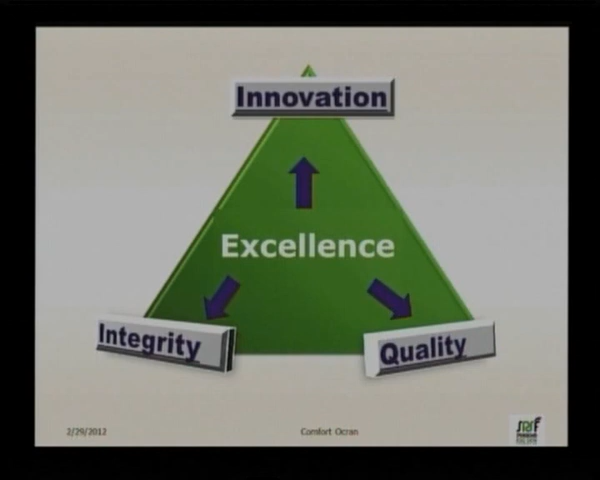 Innovation
Excellence
Integrity
Quality
2/29/2012
Comfort Ocran